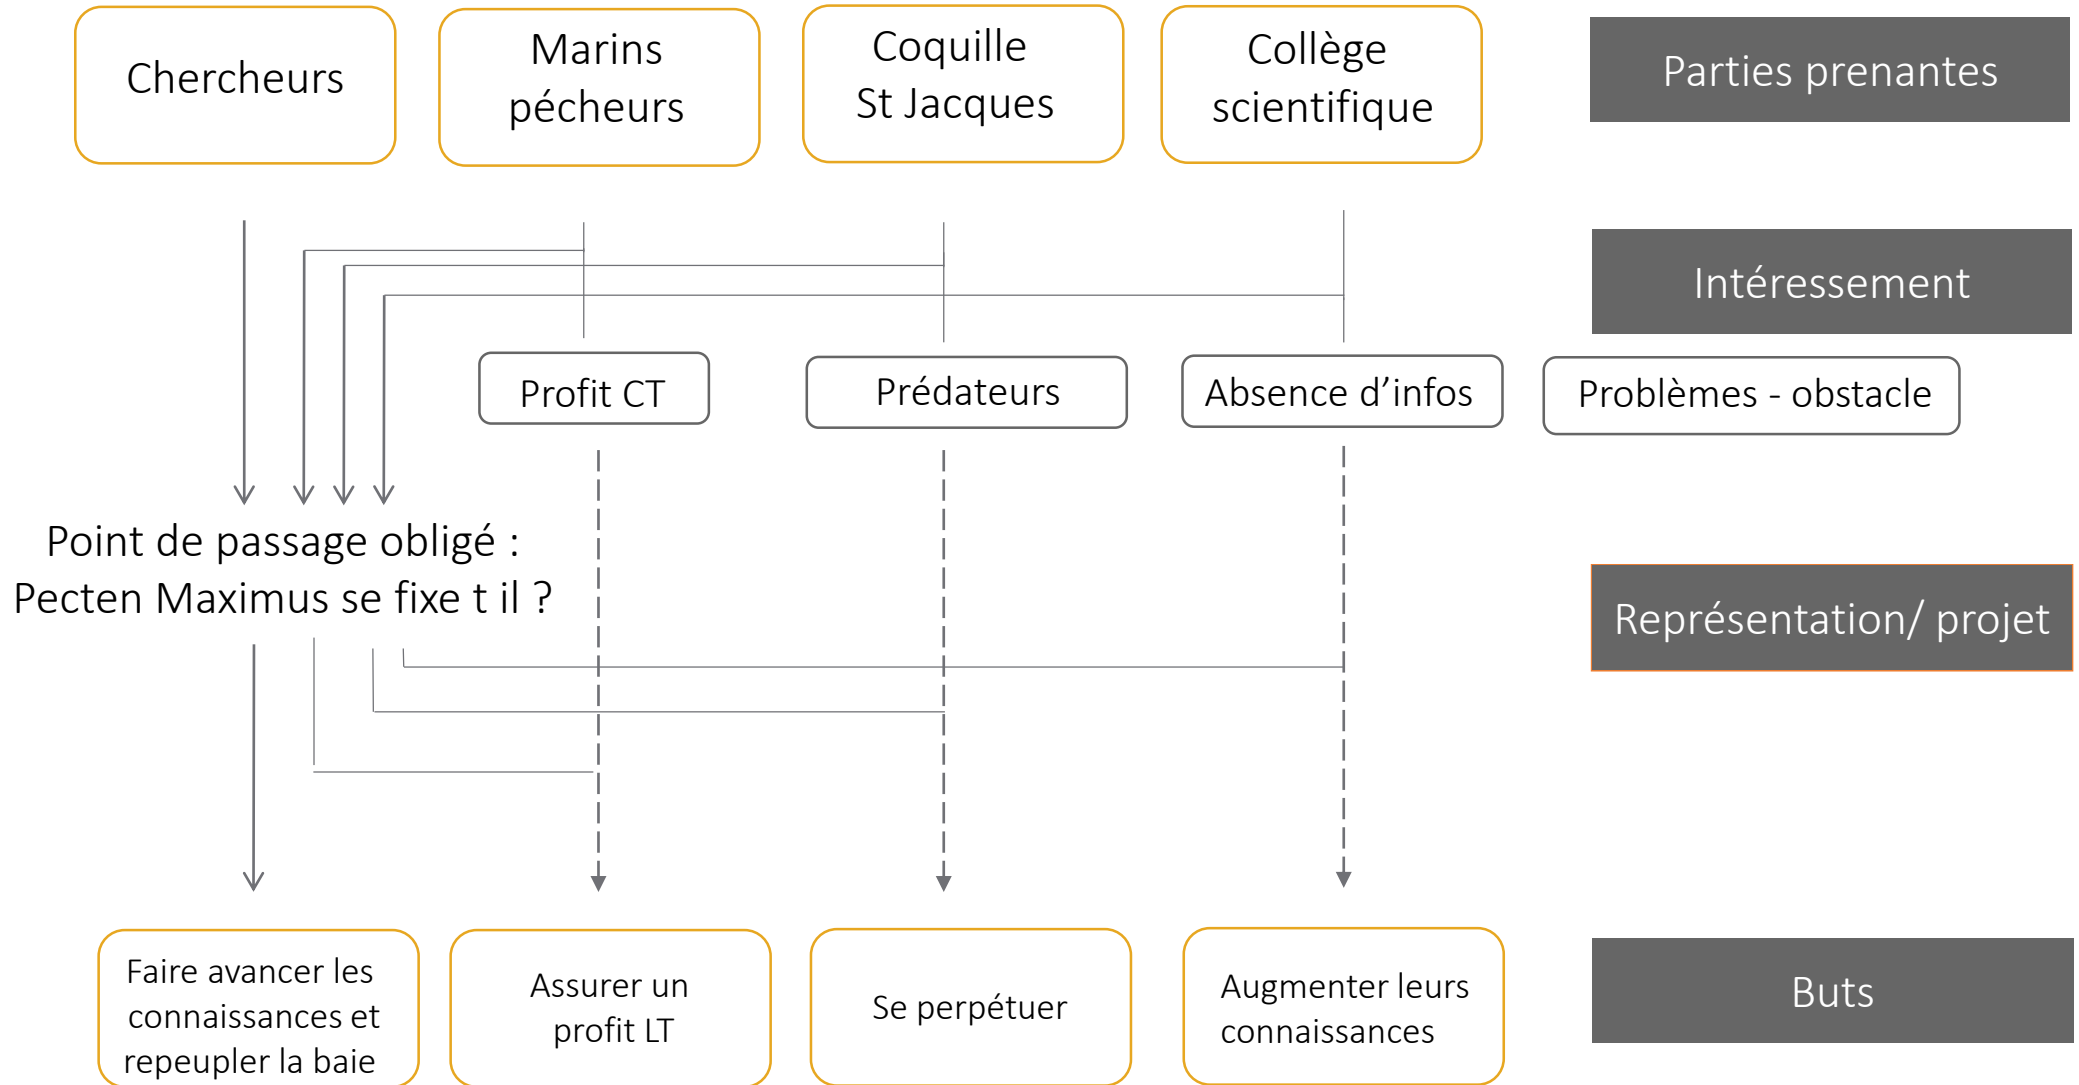 Chercheurs
Marins
pécheurs
Coquille
St Jacques
Collège
scientifique
Parties prenantes
Intéressement
Profit CT
Prédateurs
Absence d’infos
Problèmes - obstacle
Point de passage obligé :
Pecten Maximus se fixe t il ?
Représentation/ projet
Faire avancer les
connaissances et
repeupler la baie
Assurer un
profit LT
Se perpétuer
Augmenter leurs
connaissances
Buts